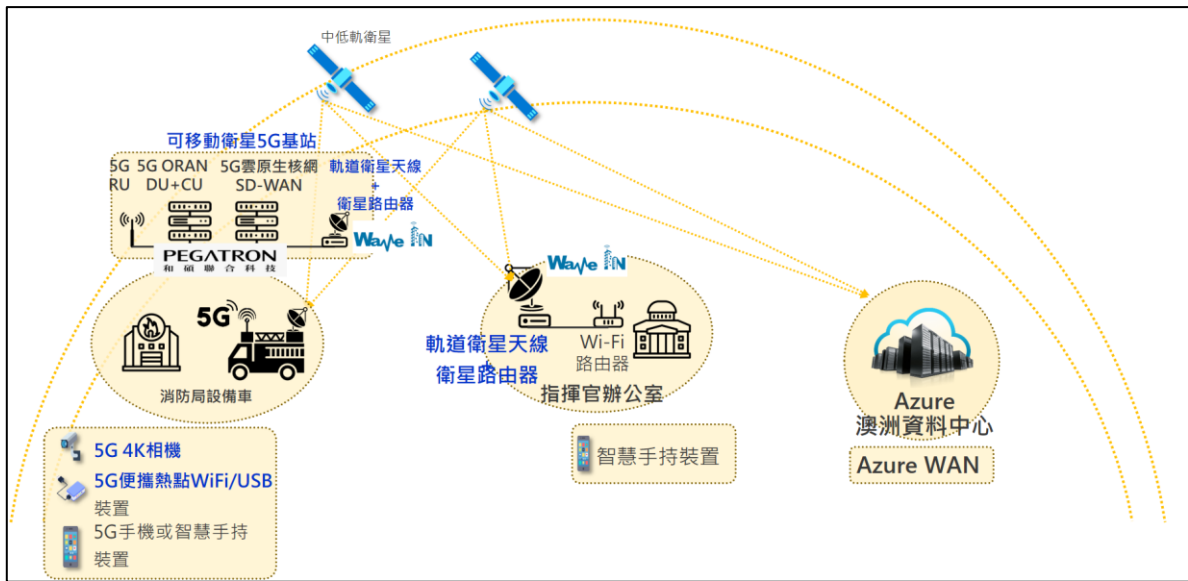 中低軌衛星
可移動衛星5G基站
5G
RU
5G ORAN
DU+CU
5G雲原生核網
SD-WAN
軌道衛星天線
+
衛星路由器
Wave IN
PEGATRON
和碩聯合科技
5G
消防局設備車
5G 4K相機
5G便攜熱點WiFi/USB
裝置
5G手機或智慧手持
裝置
Wave IN
軌道衛星天線
+
衛星路由器
Wi-Fi
路由器
指揮官辦公室
智慧手持裝置
Azure
澳洲資料中心
Azure WAN